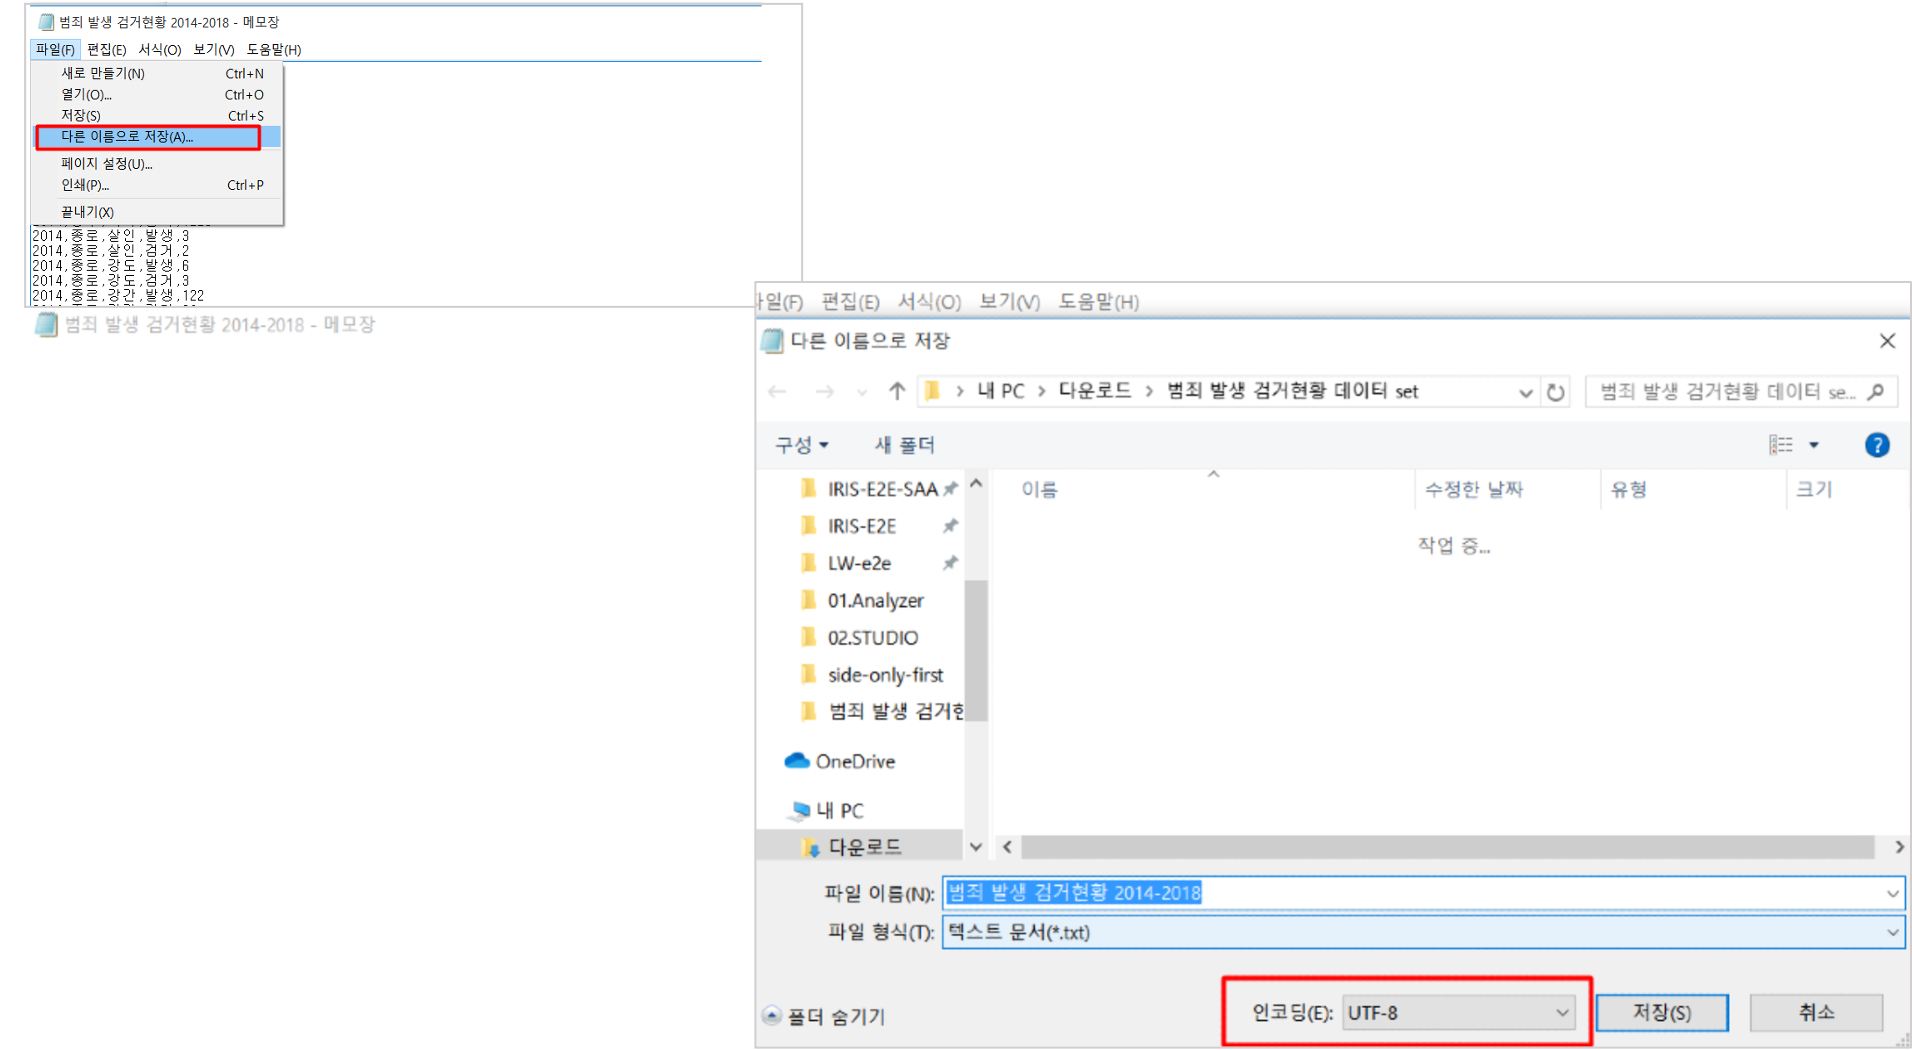 범죄 발생 검거현황 2014-2018 - 메모장
파일(F) 편집(E) 서식(O) 보기(V) 도움말(H)
새로 만들기(N) Ctrl+N
열기(O)... Ctrl+O
저장(S) Ctrl+S
다른 이름으로 저장(A)...
페이지 설정(U)...
인쇄(P)... Ctrl+P
끝내기(X)
2014,종로,살인,발생,3
2014,종로,살인,검거,2
2014,종로,강도,발생,6
2014,종로,강도,검거,3
2014,종로,강간,발생,122
범죄 발생 검거현황 2014-2018 - 메모장
일(F) 편집(E) 서식(O) 보기(V) 도움말(H)
다른 이름으로 저장
내 PC > 다운로드 > 범죄 발생 검거현황 데이터 set
범죄 발생 검거현황 데이터 se...
구성 새 폴더
이름 수정한 날짜 유형 크기
작업 중...
IRIS-E2E-SAA
IRIS-E2E
LW-e2e
01.Analyzer
02.STUDIO
side-only-first
범죄 발생 검거현
OneDrive
내 PC
다운로드
파일 이름(N): 범죄 발생 검거현황 2014-2018
파일 형식(T): 텍스트 문서(*.txt)
폴더 숨기기
인코딩(E): UTF-8
저장(S)
취소